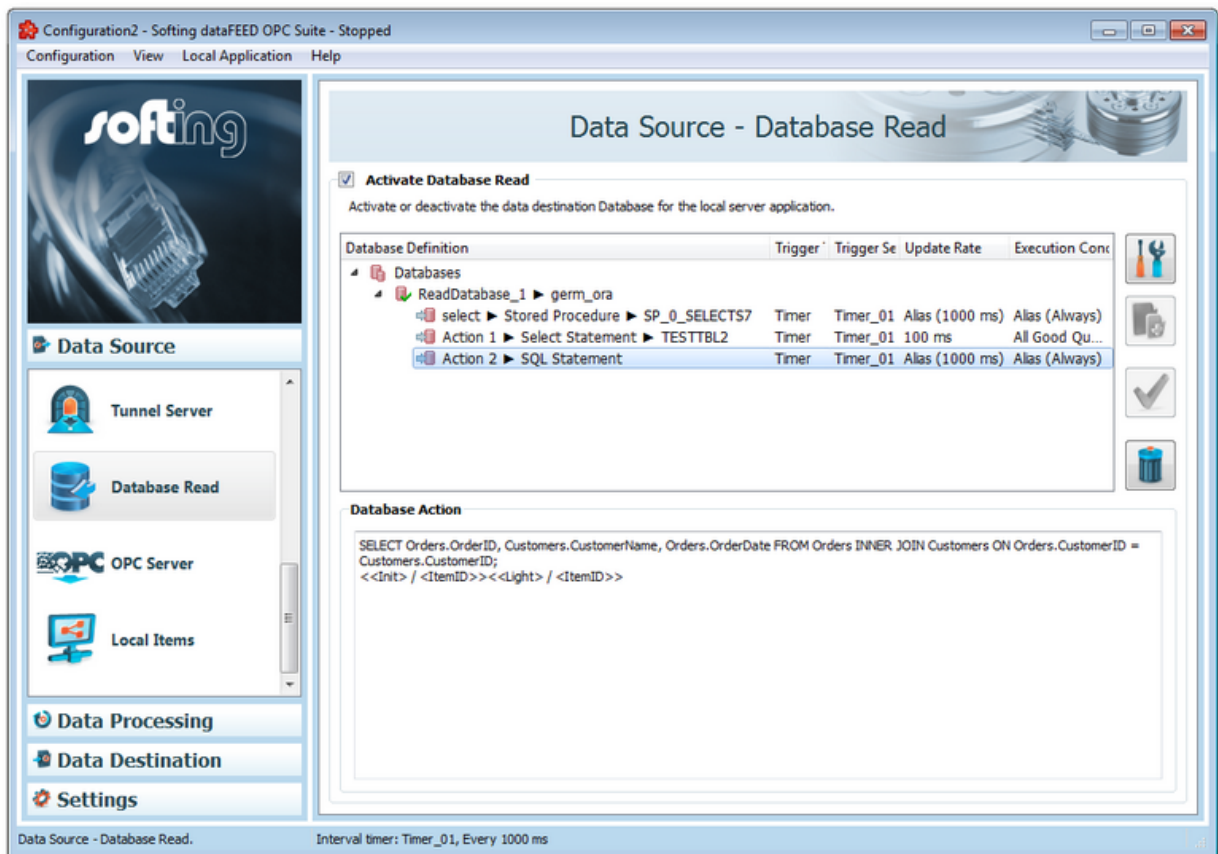 Configuration2 - Softing dataFEED OPC Suite - Stopped
Configuration View Local Application Help
softing
Data Source - Database Read
Activate Database Read
Activate or deactivate the data destination Database for the local server application.
Database Definition Trigger Trigger Se Update Rate Execution Conc
Databases
ReadDatabase_1 ► germ_ora
select ► Stored Procedure ► SP_0_SELECTS7 Timer Timer_01 Alias (1000 ms) Alias (Always)
Action 1 ► Select Statement ► TESTTBL2 Timer Timer_01 100 ms All Good Qu...
Action 2 ► SQL Statement Timer Timer_01 Alias (1000 ms) Alias (Always)
Data Source
Tunnel Server
Database Read
OPC OPC Server
Local Items
Data Processing
Data Destination
Settings
Database Action
SELECT Orders.OrderID, Customers.CustomerName, Orders.OrderDate FROM Orders INNER JOIN Customers ON Orders.CustomerID =
Customers.CustomerID;
<<Init> / <ItemID>><<Light> / <ItemID>>
Data Source - Database Read. Interval timer: Timer_01, Every 1000 ms